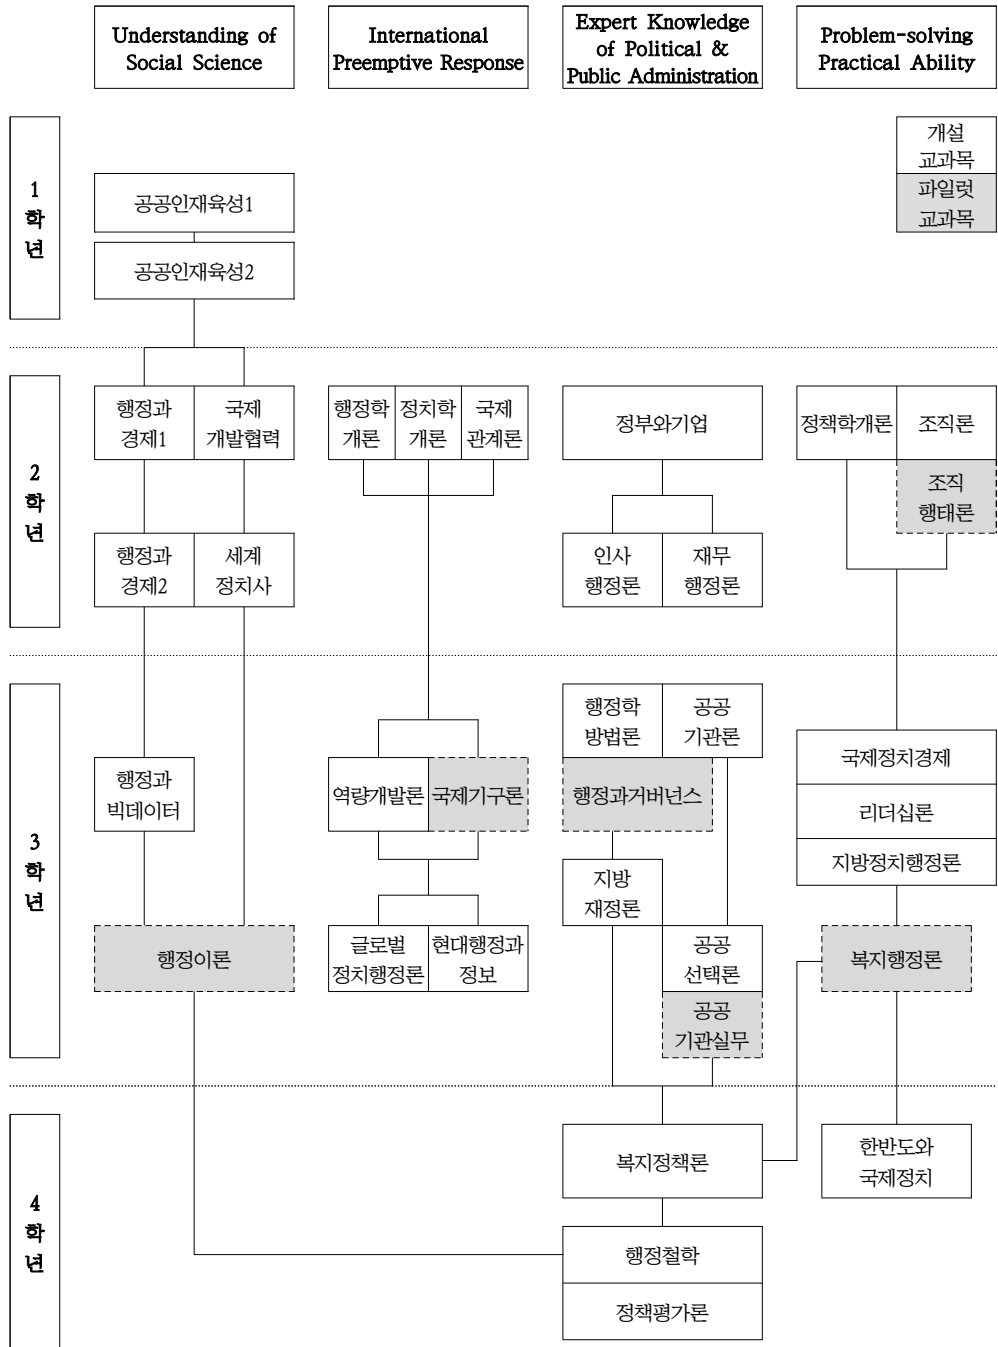 Understanding of
Social Science
International
Preemptive Response
Expert Knowledge
of Political &
Public Administration
Problem-solving
Practical Ability
1
학
년
개설
교과목
파일럿
교과목
공공인재육성1
공공인재육성2
2
학
년
행정과
경제1
국제
개발협력
행정학
개론
정치학
개론
국제
관계론
정부와기업
정책학개론
조직론
조직
행태론
행정과
경제2
세계
정치사
인사
행정론
재무
행정론
3
학
년
행정학
방법론
공공
기관론
행정과
빅데이터
역량개발론
국제기구론
행정과거버넌스
국제정치경제
리더십론
지방정치행정론
지방
재정론
행정이론
글로벌
정치행정론
현대행정과
정보
공공
선택론
공공
기관실무
복지행정론
4
학
년
복지정책론
한반도와
국제정치
행정철학
정책평가론